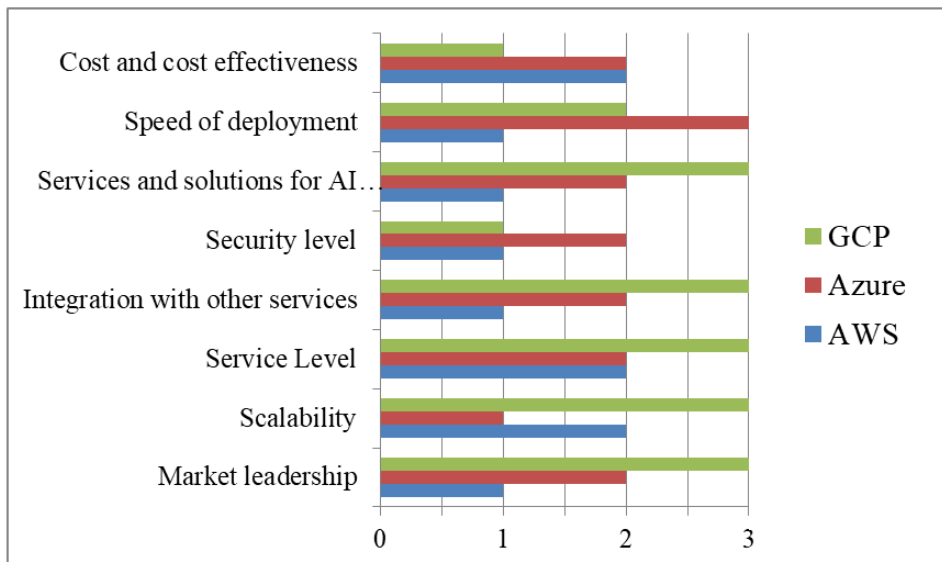 Cost and cost effectiveness
Speed of deployment
Services and solutions for AI…
Security level
Integration with other services
Service Level
Scalability
Market leadership
0 1 2 3
GCP
Azure
AWS